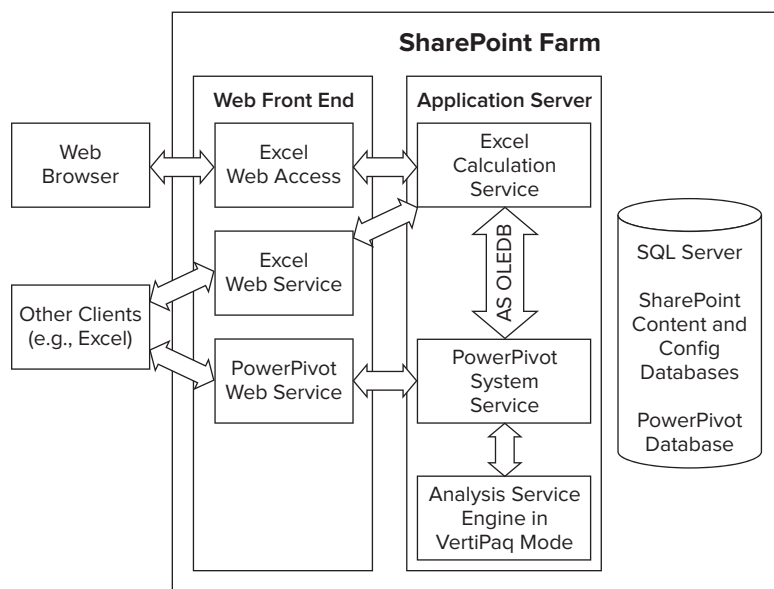 SharePoint Farm
Web Front End
Application Server
Web
Browser
Excel
Web Access
Excel
Calculation
Service
Excel
Web Service
AS OLEDB
Other Clients
(e.g., Excel)
PowerPivot
Web Service
PowerPivot
System
Service
Analysis Service
Engine in
VertiPaq Mode
SQL Server
SharePoint
Content and
Config
Databases
PowerPivot
Database